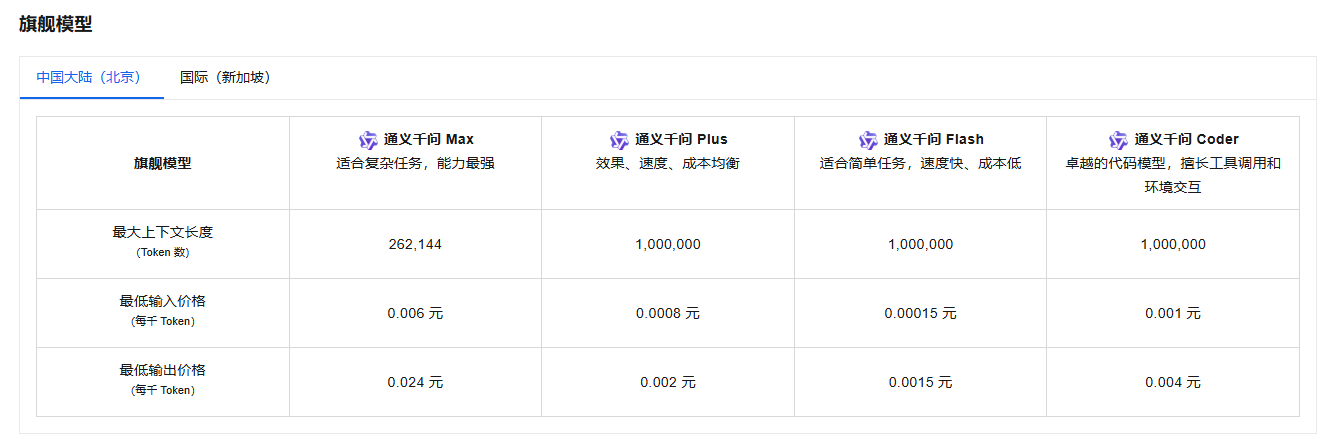 旗舰模型
中国大陆（北京） 国际（新加坡）
旗舰模型
通义千问 Max
适合复杂任务，能力最强
通义千问 Plus
效果、速度、成本均衡
通义千问 Flash
适合简单任务，速度快、成本低
通义千问 Coder
卓越的代码模型，擅长工具调用和
环境交互
最大上下文长度
（Token 数）
262,144
1,000,000
1,000,000
1,000,000
最低输入价格
（每千 Token）
0.006 元
0.0008 元
0.00015 元
0.001 元
最低输出价格
（每千 Token）
0.024 元
0.002 元
0.0015 元
0.004 元